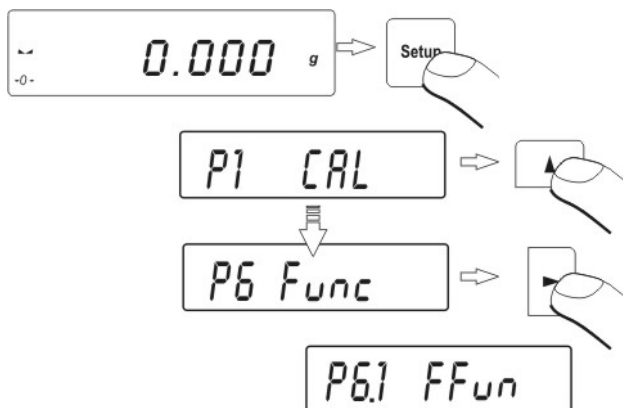 0.000 g
-0-
Setup
P1 CAL
P6 Func
P6.1 FFun